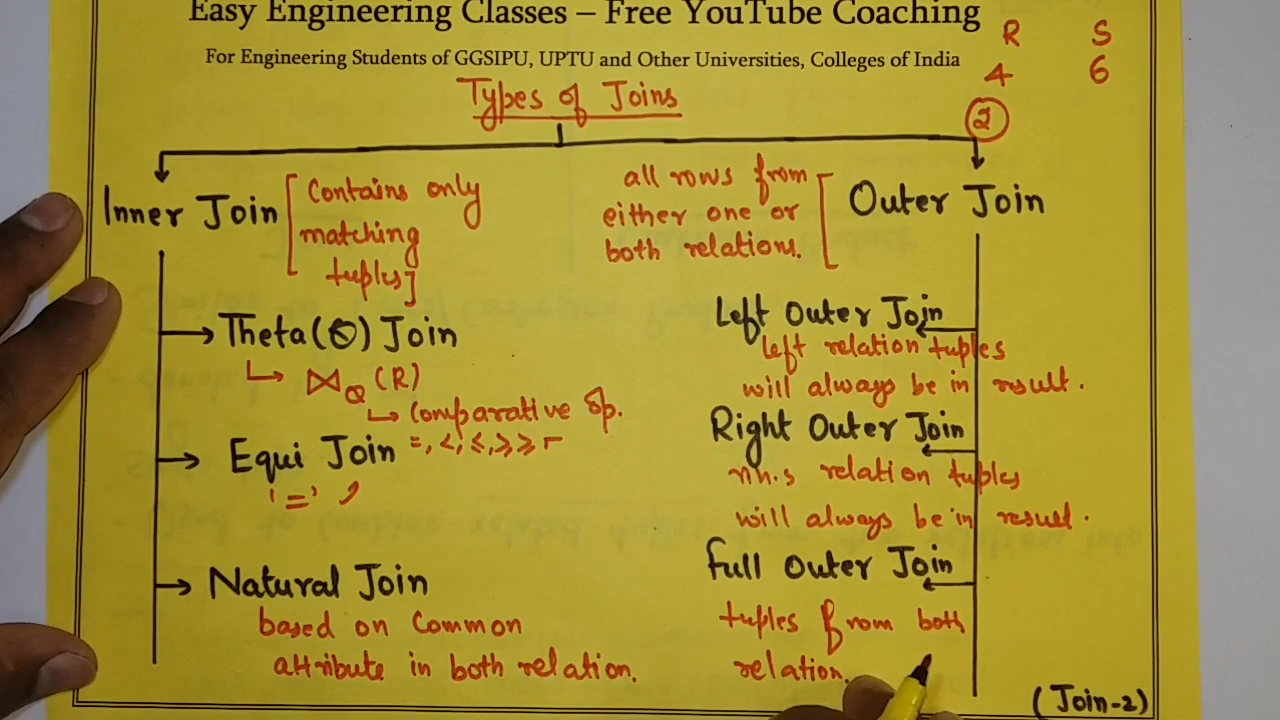 Easy Engineering Classes – Free YouTube Coaching
For Engineering Students of GGSIPU, UPTU and Other Universities, Colleges of India
R S
4 6
Types of Joins
2
Inner Join [Contains only
matching
tuples]
all rows from
either one or
both relations.
[ Outer Join
→ Theta(θ) Join
↳ ⋈θ (R)
↳ Comparative Op.
=, <, ≤, >, ≥
→ Equi Join
'='
→ Natural Join
based on Common
attribute in both relation.
Left Outer Join
left relation tuples
will always be in result.
Right Outer Join
relation tuples
will always be in result.
Full Outer Join
tuples from both
relation.
(Join-2)